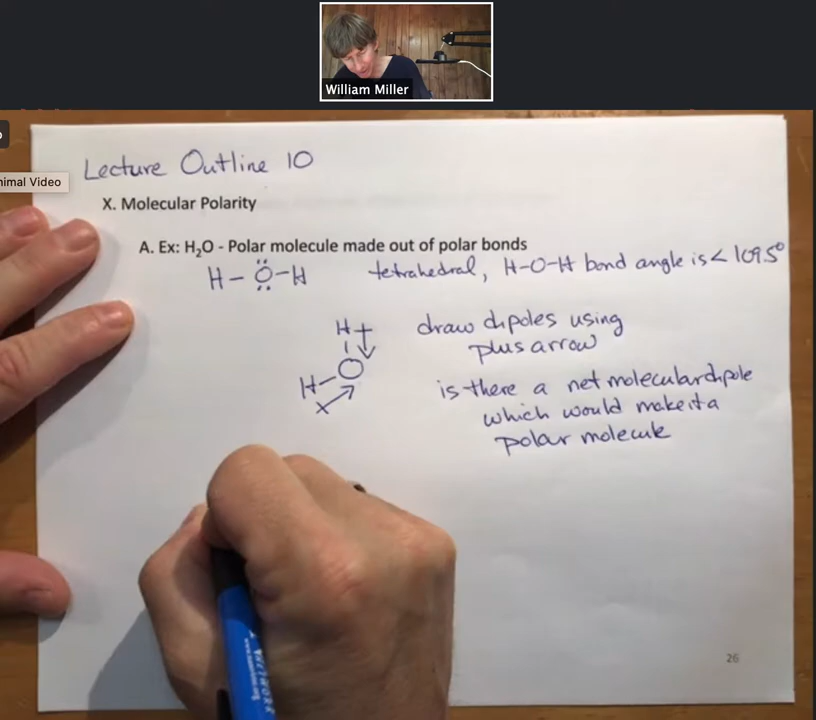 William Miller
nimal Video
Lecture Outline 10
X. Molecular Polarity
A. Ex: H₂O - Polar molecule made out of polar bonds
H-Ö-H tetrahedral, H-O-H bond angle is < 109.5°
H
draw dipoles using
plus arrow
H-O
is there a net molecular dipole
which would make it a
polar molecule
26